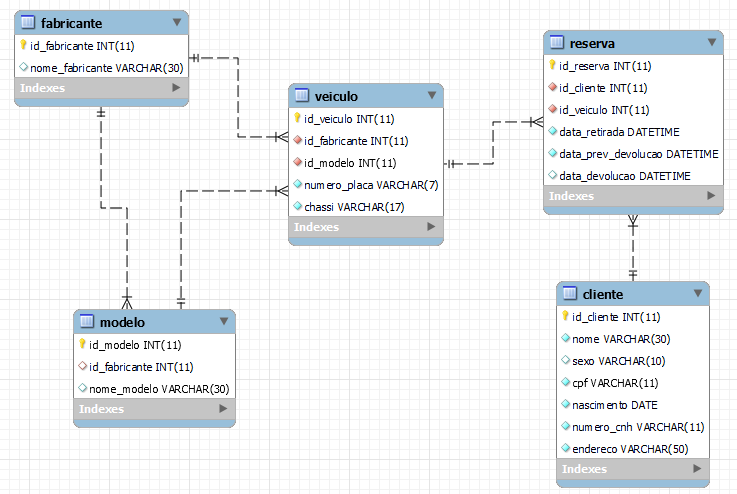 fabricante
id_fabricante INT(11)
nome_fabricante VARCHAR(30)
Indexes
veiculo
id_veiculo INT(11)
id_fabricante INT(11)
id_modelo INT(11)
numero_placa VARCHAR(7)
chassi VARCHAR(17)
Indexes
reserva
id_reserva INT(11)
id_cliente INT(11)
id_veiculo INT(11)
data_retirada DATETIME
data_prev_devolucao DATETIME
data_devolucao DATETIME
Indexes
modelo
id_modelo INT(11)
id_fabricante INT(11)
nome_modelo VARCHAR(30)
Indexes
cliente
id_cliente INT(11)
nome VARCHAR(30)
sexo VARCHAR(10)
cpf VARCHAR(11)
nascimento DATE
numero_cnh VARCHAR(11)
endereco VARCHAR(50)
Indexes